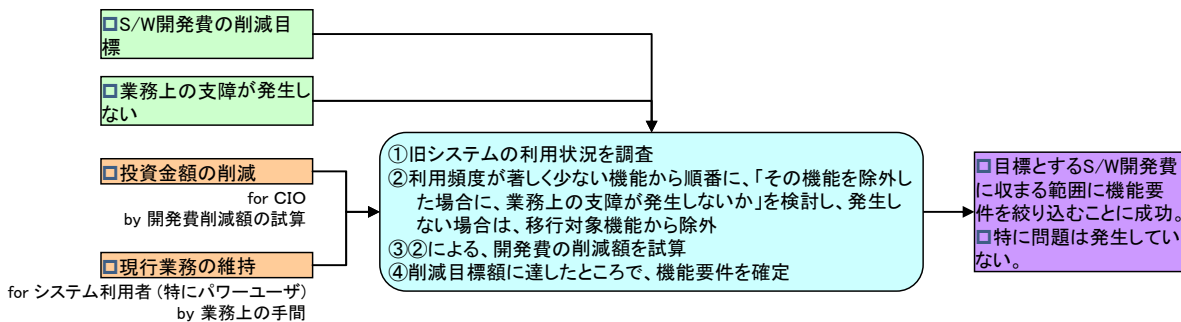 □S/W開発費の削減目
標
□業務上の支障が発生し
ない
□投資金額の削減
for CIO
by 開発費削減額の試算
□現行業務の維持
for システム利用者（特にパワーユーザ）
by 業務上の手間
①旧システムの利用状況を調査
②利用頻度が著しく少ない機能から順番に、「その機能を除外し
た場合に、業務上の支障が発生しないか」を検討し、発生し
ない場合は、移行対象機能から除外
③②による、開発費の削減額を試算
④削減目標額に達したところで、機能要件を確定
□目標とするS/W開発費
に収まる範囲に機能要
件を絞り込むことに成功。
□特に問題は発生してい
ない。